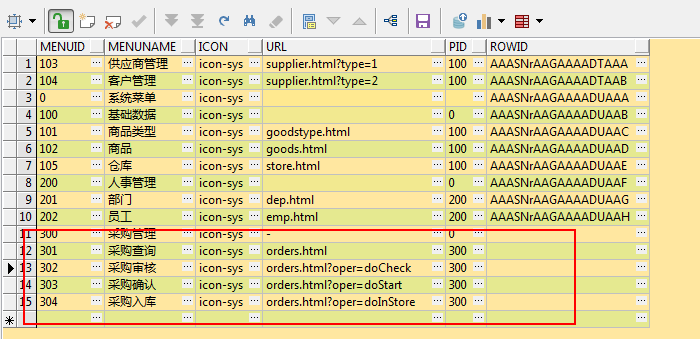 MENUID MENUNAME ICON URL PID ROWID
1 103 供应商管理 icon-sys supplier.html?type=1 100 AAASNrAAGAAAADTAAA
2 104 客户管理 icon-sys supplier.html?type=2 100 AAASNrAAGAAAADTAAB
3 0 系统菜单 icon-sys AAASNrAAGAAAADUAAA
4 100 基础数据 icon-sys 0 AAASNrAAGAAAADUAAB
5 101 商品类型 icon-sys goodstype.html 100 AAASNrAAGAAAADUAAC
6 102 商品 icon-sys goods.html 100 AAASNrAAGAAAADUAAD
7 105 仓库 icon-sys store.html 100 AAASNrAAGAAAADUAAE
8 200 人事管理 icon-sys 0 AAASNrAAGAAAADUAAF
9 201 部门 icon-sys dep.html 200 AAASNrAAGAAAADUAAG
10 202 员工 icon-sys emp.html 200 AAASNrAAGAAAADUAAH
11 300 采购管理 icon-sys - 0
12 301 采购查询 icon-sys orders.html 300
13 302 采购审核 icon-sys orders.html?oper=doCheck 300
14 303 采购确认 icon-sys orders.html?oper=doStart 300
15 304 采购入库 icon-sys orders.html?oper=doInStore 300